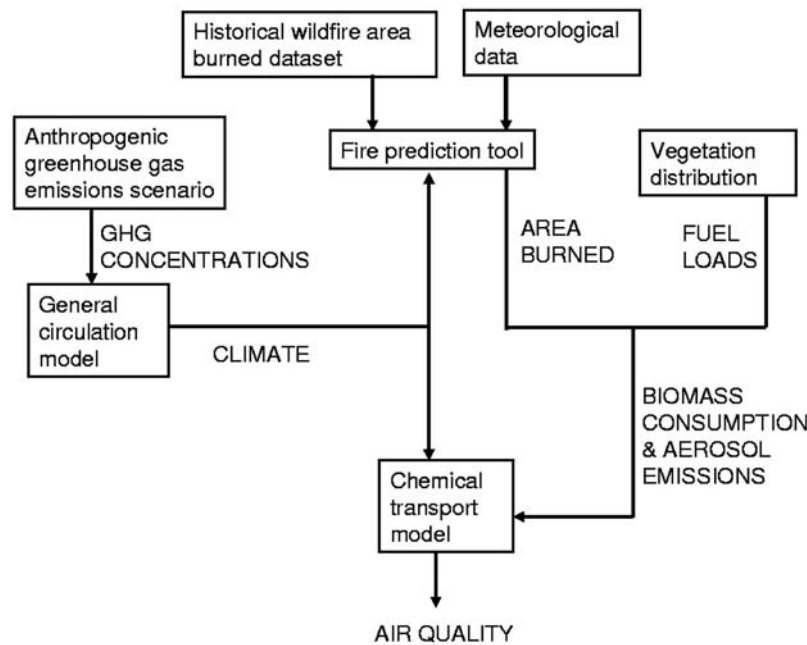 Historical wildfire area
burned dataset
Meteorological
data
Anthropogenic
greenhouse gas
emissions scenario
Fire prediction tool
Vegetation
distribution
GHG
CONCENTRATIONS
AREA
BURNED
FUEL
LOADS
General
circulation
model
CLIMATE
BIOMASS
CONSUMPTION
& AEROSOL
EMISSIONS
Chemical
transport
model
AIR QUALITY